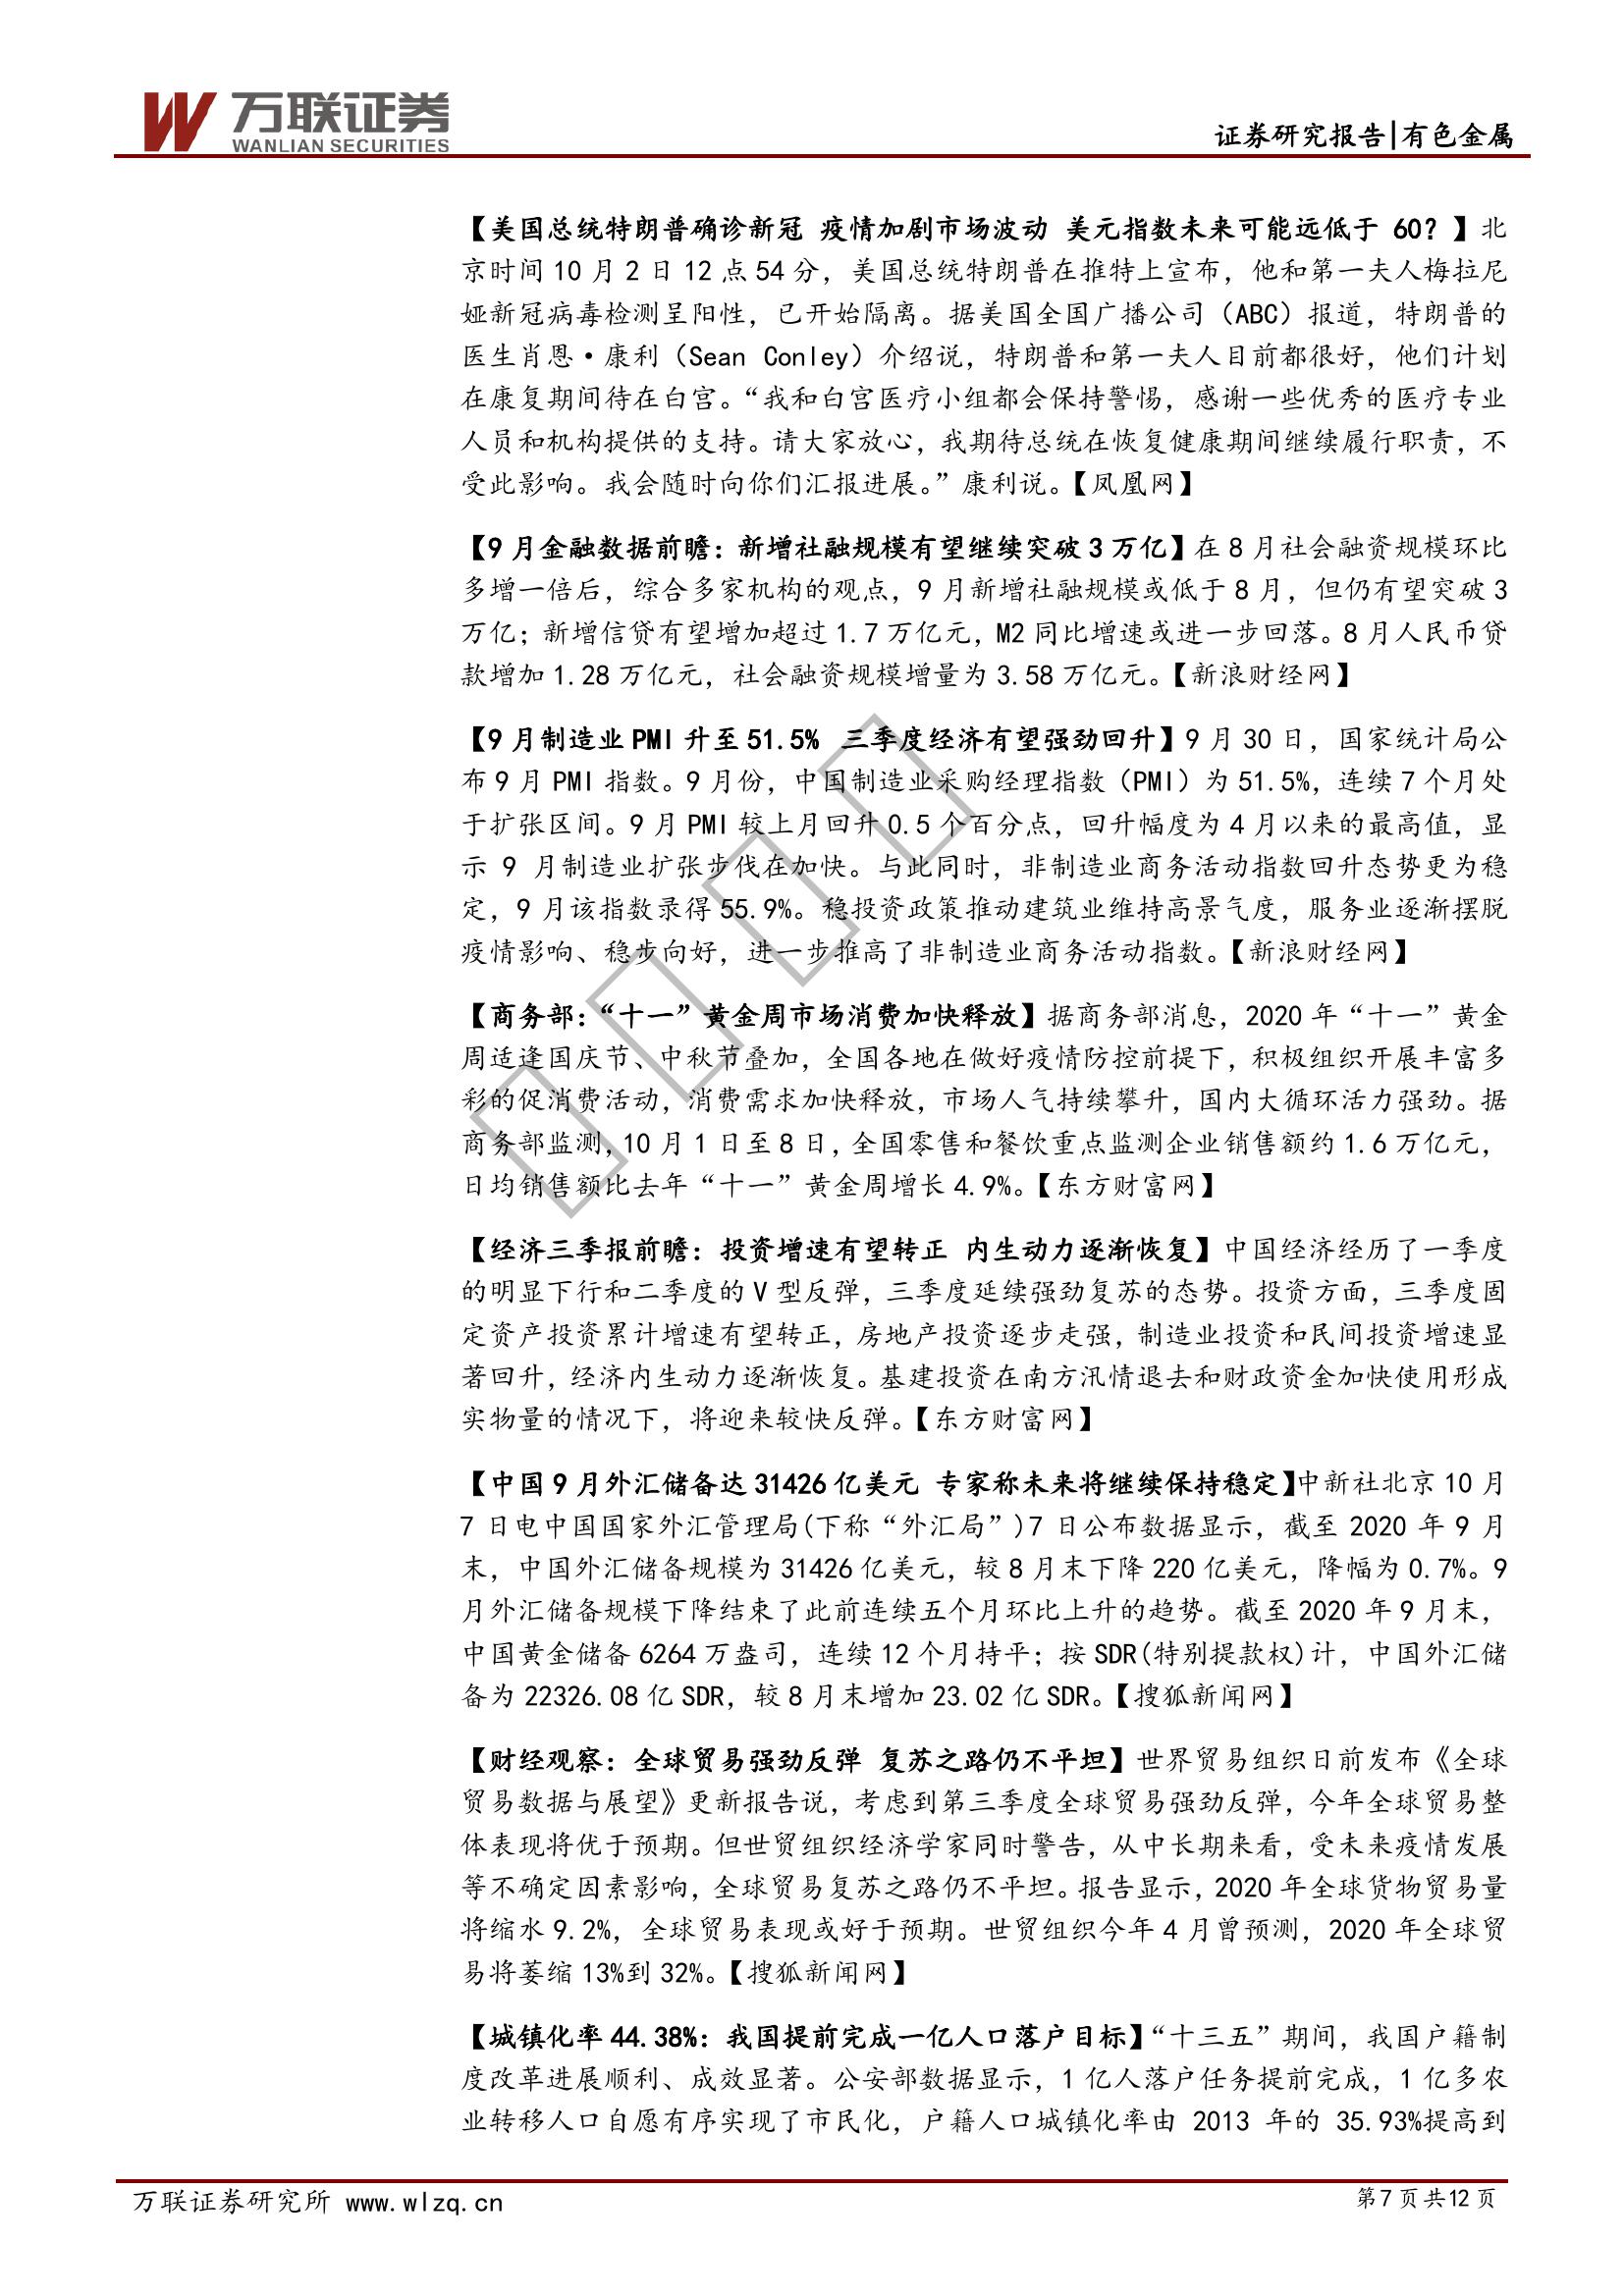 万联证券
WANLIAN SECURITIES
证券研究报告|有色金属
【美国总统特朗普确诊新冠 疫情加剧市场波动 美元指数未来可能远低于 60？】北
京时间 10 月 2 日 12 点 54 分，美国总统特朗普在推特上宣布，他和第一夫人梅拉尼
娅新冠病毒检测呈阳性，已开始隔离。据美国全国广播公司（ABC）报道，特朗普的
医生肖恩·康利（Sean Conley）介绍说，特朗普和第一夫人目前都很好，他们计划
在康复期间待在白宫。“我和白宫医疗小组都会保持警惕，感谢一些优秀的医疗专业
人员和机构提供的支持。请大家放心，我期待总统在恢复健康期间继续履行职责，不
受此影响。我会随时向你们汇报进展。”康利说。【凤凰网】
【9 月金融数据前瞻：新增社融规模有望继续突破 3 万亿】在 8 月社会融资规模环比
多增一倍后，综合多家机构的观点，9 月新增社融规模或低于 8 月，但仍有望突破 3
万亿；新增信贷有望增加超过 1.7 万亿元，M2 同比增速或进一步回落。8 月人民币贷
款增加 1.28 万亿元，社会融资规模增量为 3.58 万亿元。【新浪财经网】
【9 月制造业 PMI 升至 51.5% 三季度经济有望强劲回升】9 月 30 日，国家统计局公
布 9 月 PMI 指数。9 月份，中国制造业采购经理指数（PMI）为 51.5%，连续 7 个月处
于扩张区间。9 月 PMI 较上月回升 0.5 个百分点，回升幅度为 4 月以来的最高值，显
示 9 月制造业扩张步伐在加快。与此同时，非制造业商务活动指数回升态势更为稳
定，9 月该指数录得 55.9%。稳投资政策推动建筑业维持高景气度，服务业逐渐摆脱
疫情影响、稳步向好，进一步推高了非制造业商务活动指数。【新浪财经网】
【商务部：“十一”黄金周市场消费加快释放】据商务部消息，2020 年“十一”黄金
周适逢国庆节、中秋节叠加，全国各地在做好疫情防控前提下，积极组织开展丰富多
彩的促消费活动，消费需求加快释放，市场人气持续攀升，国内大循环活力强劲。据
商务部监测，10 月 1 日至 8 日，全国零售和餐饮重点监测企业销售额约 1.6 万亿元，
日均销售额比去年“十一”黄金周增长 4.9%。【东方财富网】
【经济三季报前瞻：投资增速有望转正 内生动力逐渐恢复】中国经济经历了一季度
的明显下行和二季度的 V 型反弹，三季度延续强劲复苏的态势。投资方面，三季度固
定资产投资累计增速有望转正，房地产投资逐步走强，制造业投资和民间投资增速显
著回升，经济内生动力逐渐恢复。基建投资在南方汛情退去和财政资金加快使用形成
实物量的情况下，将迎来较快反弹。【东方财富网】
【中国 9 月外汇储备达 31426 亿美元 专家称未来将继续保持稳定】中新社北京 10 月
7 日电中国国家外汇管理局(下称“外汇局”)7 日公布数据显示，截至 2020 年 9 月
末，中国外汇储备规模为 31426 亿美元，较 8 月末下降 220 亿美元，降幅为 0.7%。9
月外汇储备规模下降结束了此前连续五个月环比上升的趋势。截至 2020 年 9 月末，
中国黄金储备 6264 万盎司，连续 12 个月持平；按 SDR(特别提款权)计，中国外汇储
备为 22326.08 亿 SDR，较 8 月末增加 23.02 亿 SDR。【搜狐新闻网】
【财经观察：全球贸易强劲反弹 复苏之路仍不平坦】世界贸易组织日前发布《全球
贸易数据与展望》更新报告说，考虑到第三季度全球贸易强劲反弹，今年全球贸易整
体表现将优于预期。但世贸组织经济学家同时警告，从中长期来看，受未来疫情发展
等不确定因素影响，全球贸易复苏之路仍不平坦。报告显示，2020 年全球货物贸易量
将缩水 9.2%，全球贸易表现或好于预期。世贸组织今年 4 月曾预测，2020 年全球贸
易将萎缩 13%到 32%。【搜狐新闻网】
【城镇化率 44.38%：我国提前完成一亿人口落户目标】“十三五”期间，我国户籍制
度改革进展顺利、成效显著。公安部数据显示，1 亿人落户任务提前完成，1 亿多农
业转移人口自愿有序实现了市民化，户籍人口城镇化率由 2013 年的 35.93%提高到
万联证券研究所 www.wlzq.cn
第 7 页 共 12 页